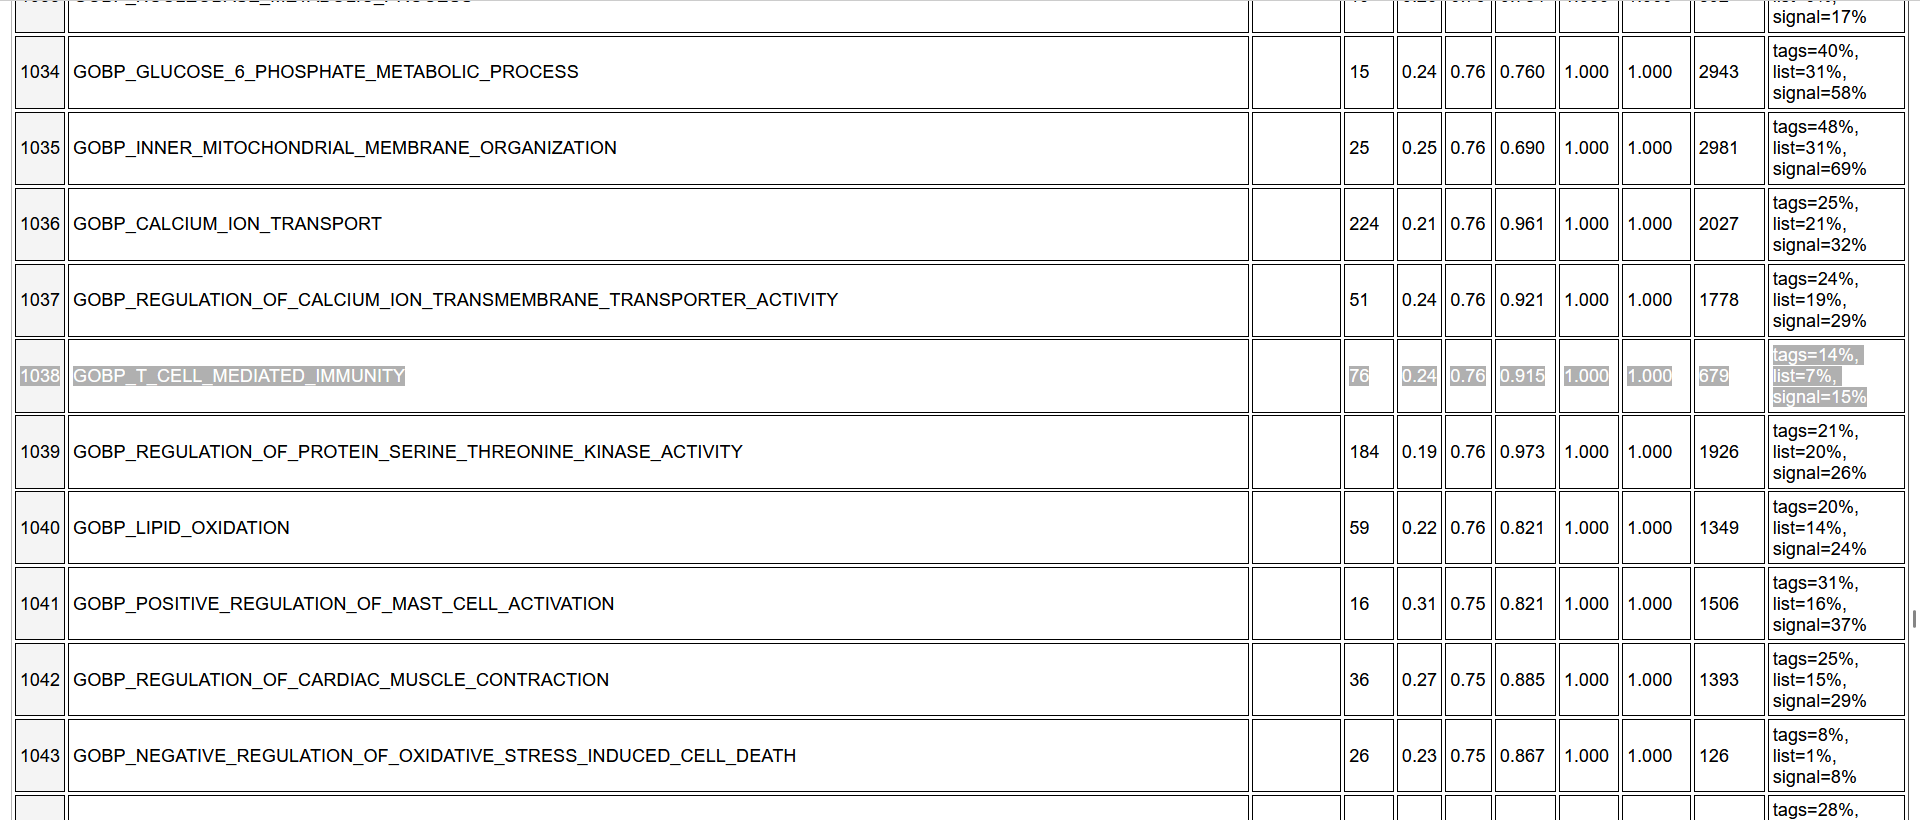 signal=17%
1034 GOBP_GLUCOSE_6_PHOSPHATE_METABOLIC_PROCESS 15 0.24 0.76 0.760 1.000 1.000 2943 tags=40%,
list=31%,
signal=58%
1035 GOBP_INNER_MITOCHONDRIAL_MEMBRANE_ORGANIZATION 25 0.25 0.76 0.690 1.000 1.000 2981 tags=48%,
list=31%,
signal=69%
1036 GOBP_CALCIUM_ION_TRANSPORT 224 0.21 0.76 0.961 1.000 1.000 2027 tags=25%,
list=21%,
signal=32%
1037 GOBP_REGULATION_OF_CALCIUM_ION_TRANSMEMBRANE_TRANSPORTER_ACTIVITY 51 0.24 0.76 0.921 1.000 1.000 1778 tags=24%,
list=19%,
signal=29%
1038 GOBP_T_CELL_MEDIATED_IMMUNITY 76 0.24 0.76 0.915 1.000 1.000 679 tags=14%,
list=7%,
signal=15%
1039 GOBP_REGULATION_OF_PROTEIN_SERINE_THREONINE_KINASE_ACTIVITY 184 0.19 0.76 0.973 1.000 1.000 1926 tags=21%,
list=20%,
signal=26%
1040 GOBP_LIPID_OXIDATION 59 0.22 0.76 0.821 1.000 1.000 1349 tags=20%,
list=14%,
signal=24%
1041 GOBP_POSITIVE_REGULATION_OF_MAST_CELL_ACTIVATION 16 0.31 0.75 0.821 1.000 1.000 1506 tags=31%,
list=16%,
signal=37%
1042 GOBP_REGULATION_OF_CARDIAC_MUSCLE_CONTRACTION 36 0.27 0.75 0.885 1.000 1.000 1393 tags=25%,
list=15%,
signal=29%
1043 GOBP_NEGATIVE_REGULATION_OF_OXIDATIVE_STRESS_INDUCED_CELL_DEATH 26 0.23 0.75 0.867 1.000 1.000 126 tags=8%,
list=1%,
signal=8%
tags=28%,